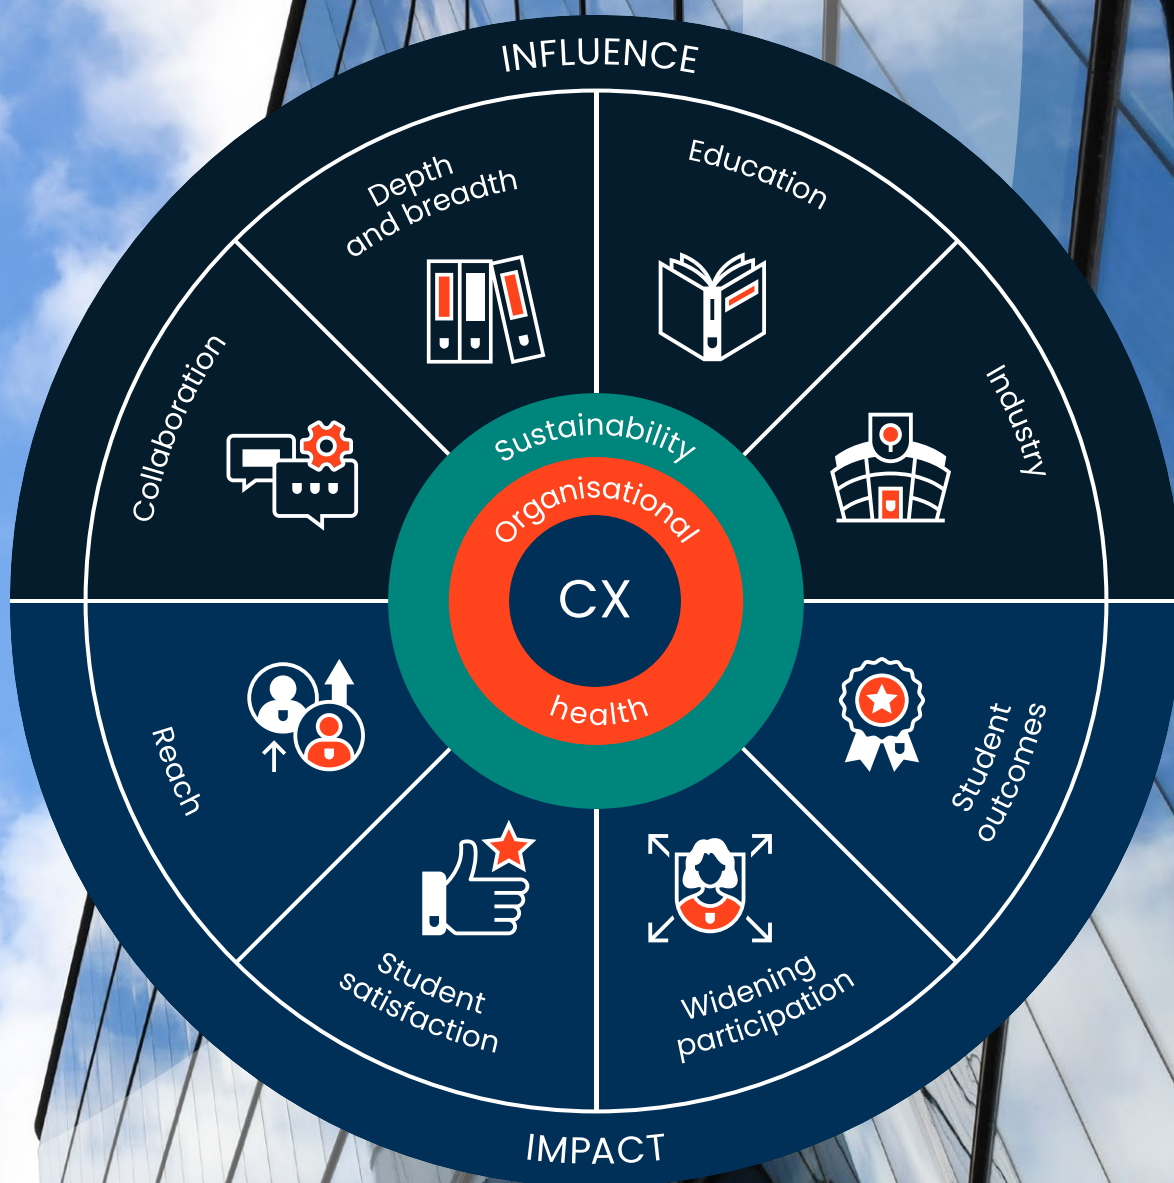 INFLUENCE
Depth
and breadth
Education
Collaboration
Industry
Sustainability
Organisational
CX
health
Reach
Student
outcomes
Student
satisfaction
Widening
participation
IMPACT